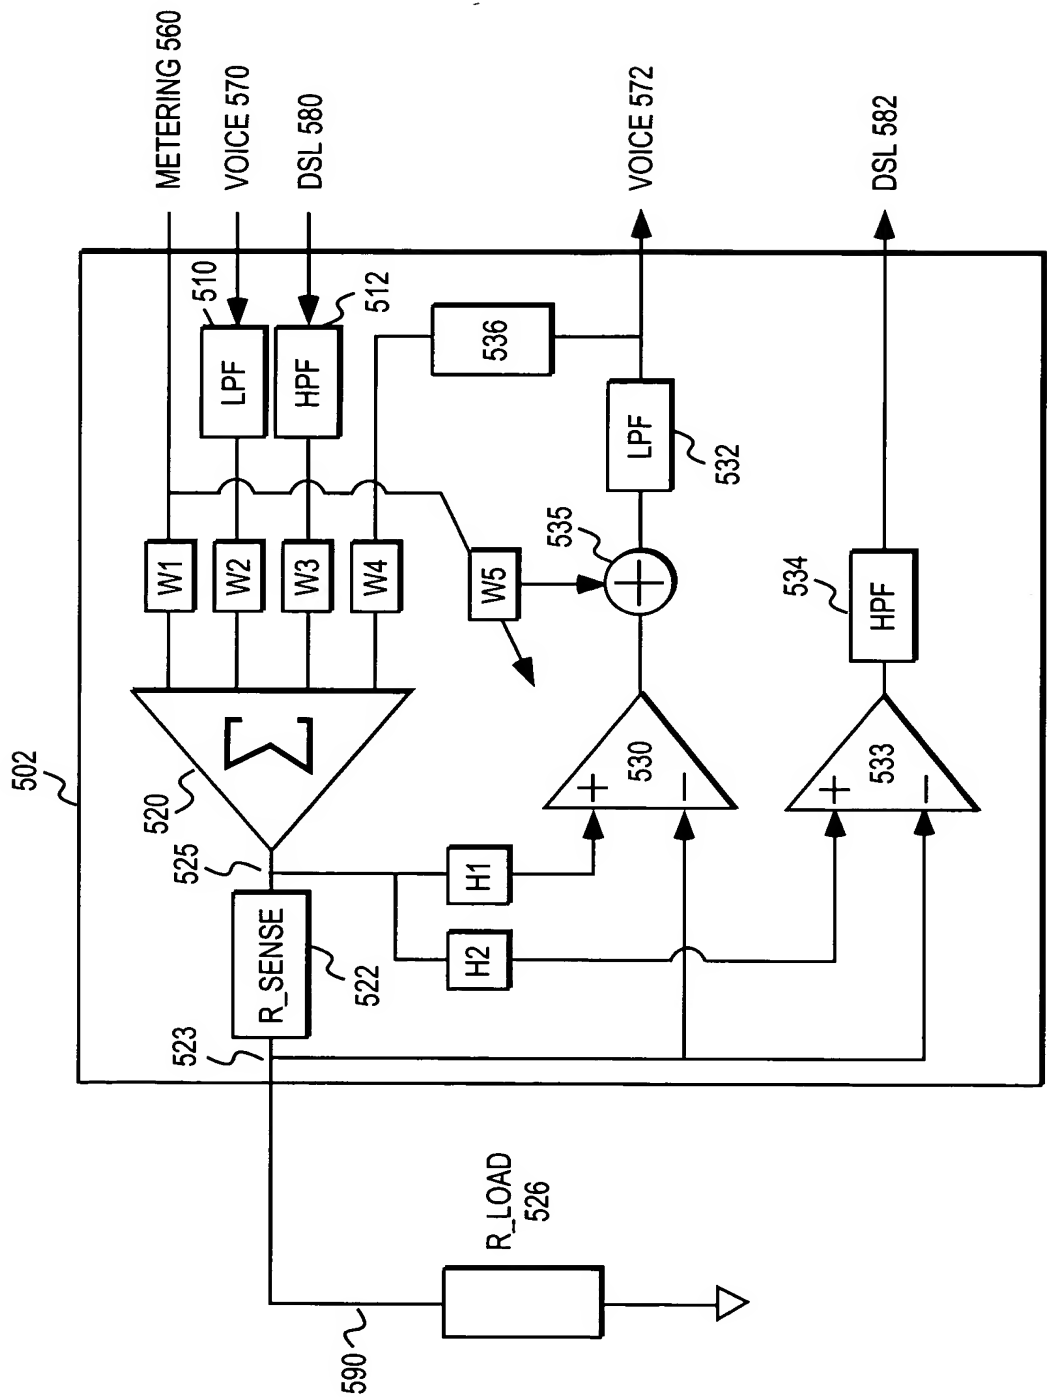 METERING 560
VOICE 570
DSL 580
VOICE 572
DSL 582
502
510
LPF
512
HPF
536
W1
W2
W3
W4
W5
535
LPF
532
534
HPF
Σ
520
525
+
530
−
+
533
−
H1
H2
R_SENSE
522
523
R_LOAD
526
590